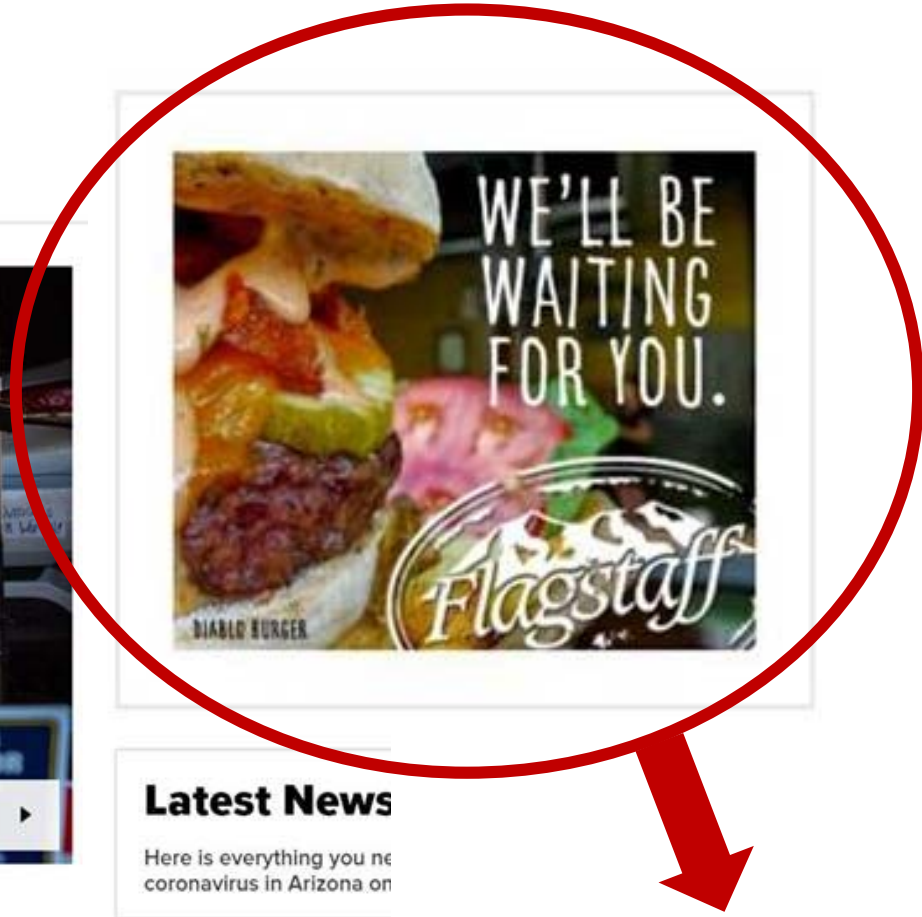 WE'LL BE
WAITING
FOR YOU.
Flagstaff
DIABLO BURGER
Latest News
Here is everything you ne
coronavirus in Arizona on